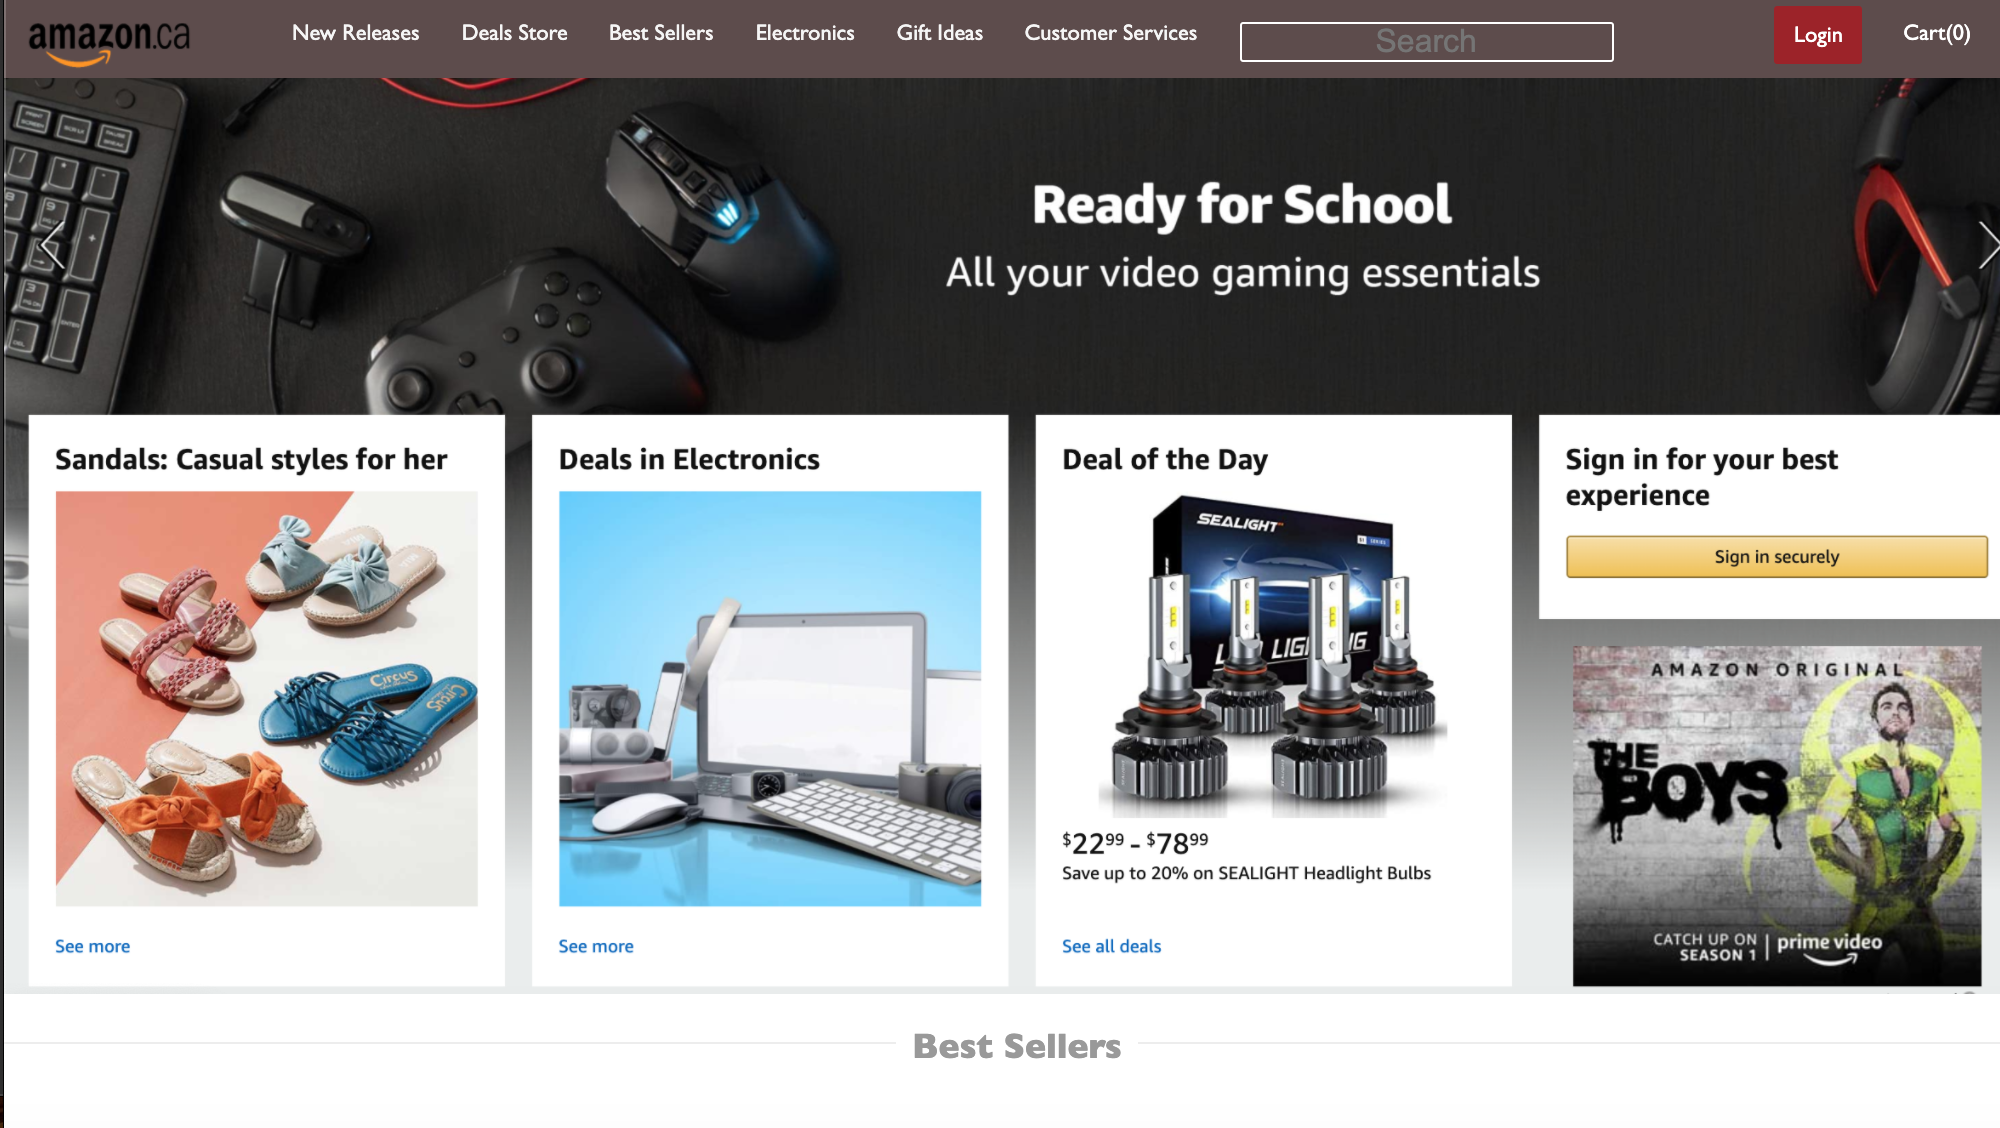 amazon.ca
New Releases
Deals Store
Best Sellers
Electronics
Gift Ideas
Customer Services
Search
Login
Cart(0)
Ready for School
All your video gaming essentials
Sandals: Casual styles for her
Circus
Circus
See more
Deals in Electronics
See more
Deal of the Day
SEALIGHT
$22.99 - $78.99
Save up to 20% on SEALIGHT Headlight Bulbs
See all deals
Sign in for your best
experience
Sign in securely
AMAZON ORIGINAL
THE
BOYS
CATCH UP ON
SEASON 1
prime video
Best Sellers